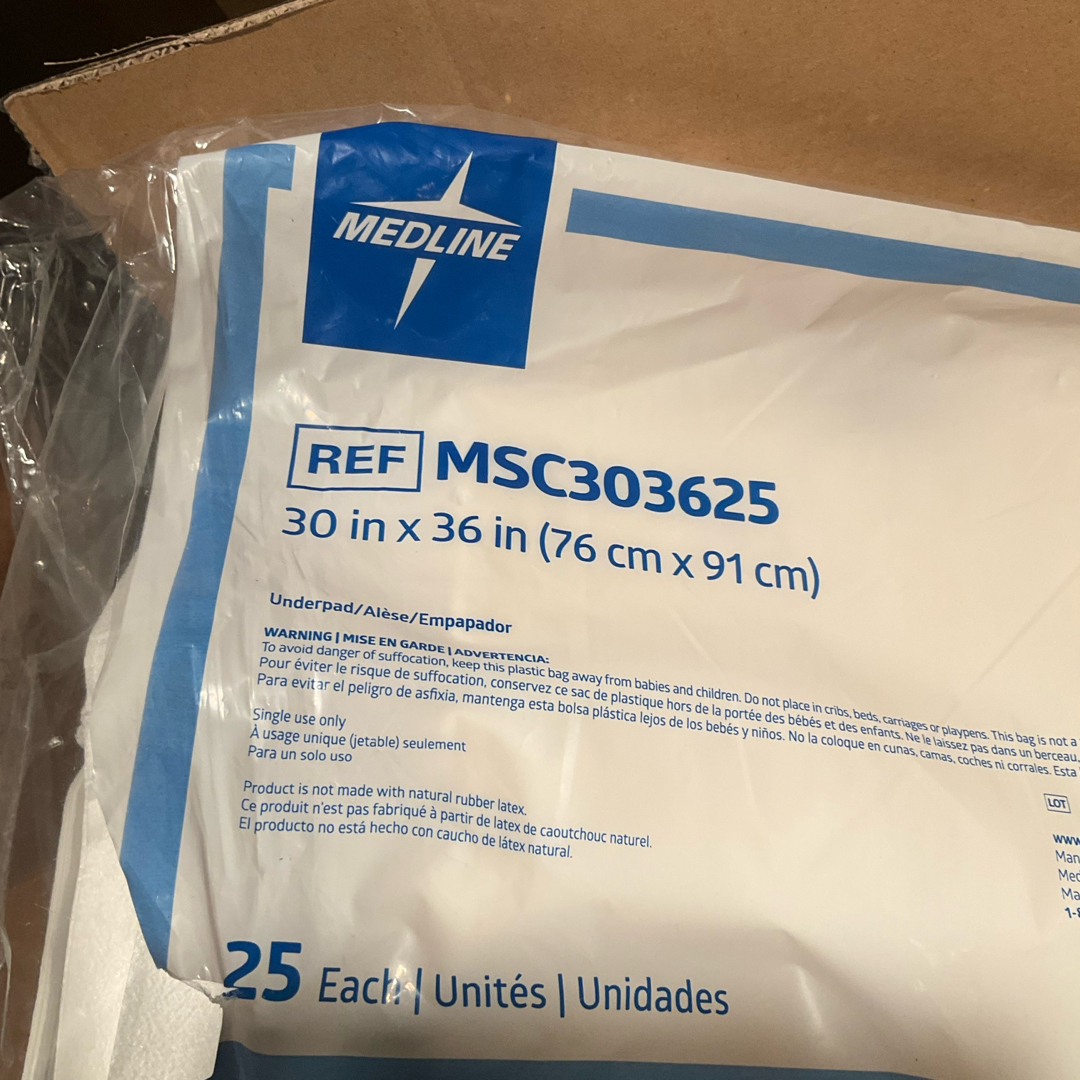 MEDLINE
REF MSC303625
30 in x 36 in (76 cm x 91 cm)
Underpad/Alèse/Empapador
WARNING | MISE EN GARDE | ADVERTENCIA:
To avoid danger of suffocation, keep this plastic bag away from babies and children. Do not place in cribs, beds, carriages or playpens. This bag is not a
Pour éviter le risque de suffocation, conservez ce sac de plastique hors de la portée des bébés et des enfants. Ne le laissez pas dans un berceau,
Para evitar el peligro de asfixia, mantenga esta bolsa plástica lejos de los bebés y niños. No la coloque en cunas, camas, coches ni corrales. Esta
Single use only
À usage unique (jetable) seulement
Para un solo uso
Product is not made with natural rubber latex.
Ce produit n'est pas fabriqué à partir de latex de caoutchouc naturel.
El producto no está hecho con caucho de látex natural.
LOT
www
Man
Med
Ma
1-8
25 Each | Unités | Unidades